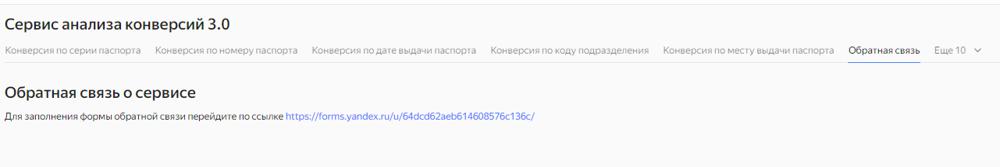 Сервис анализа конверсий 3.0
Конверсия по серии паспорта Конверсия по номеру паспорта Конверсия по дате выдачи паспорта Конверсия по коду подразделения Конверсия по месту выдачи паспорта Обратная связь Еще 10
Обратная связь о сервисе
Для заполнения формы обратной связи перейдите по ссылке https://forms.yandex.ru/u/64dcd62aeb614608576c136c/